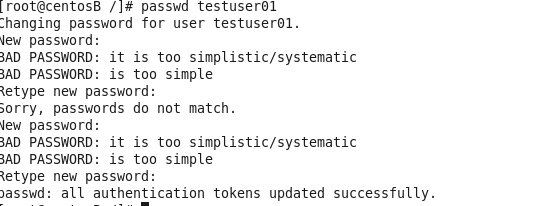 [root@centosB /]# passwd testuser01
Changing password for user testuser01.
New password:
BAD PASSWORD: it is too simplistic/systematic
BAD PASSWORD: is too simple
Retype new password:
Sorry, passwords do not match.
New password:
BAD PASSWORD: it is too simplistic/systematic
BAD PASSWORD: is too simple
Retype new password:
passwd: all authentication tokens updated successfully.